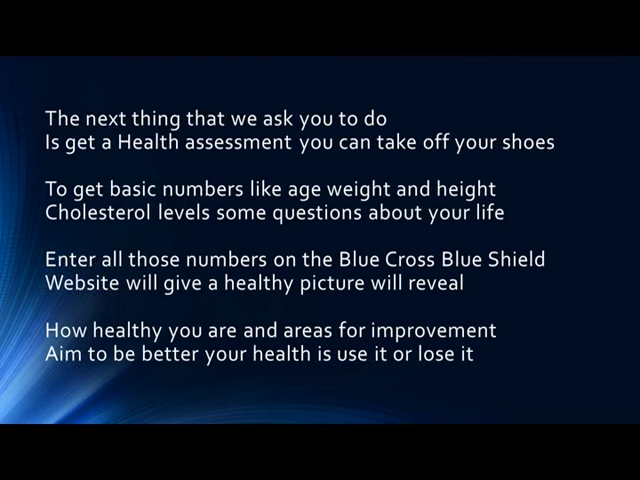 The next thing that we ask you to do
Is get a Health assessment you can take off your shoes
To get basic numbers like age weight and height
Cholesterol levels some questions about your life
Enter all those numbers on the Blue Cross Blue Shield
Website will give a healthy picture will reveal
How healthy you are and areas for improvement
Aim to be better your health is use it or lose it